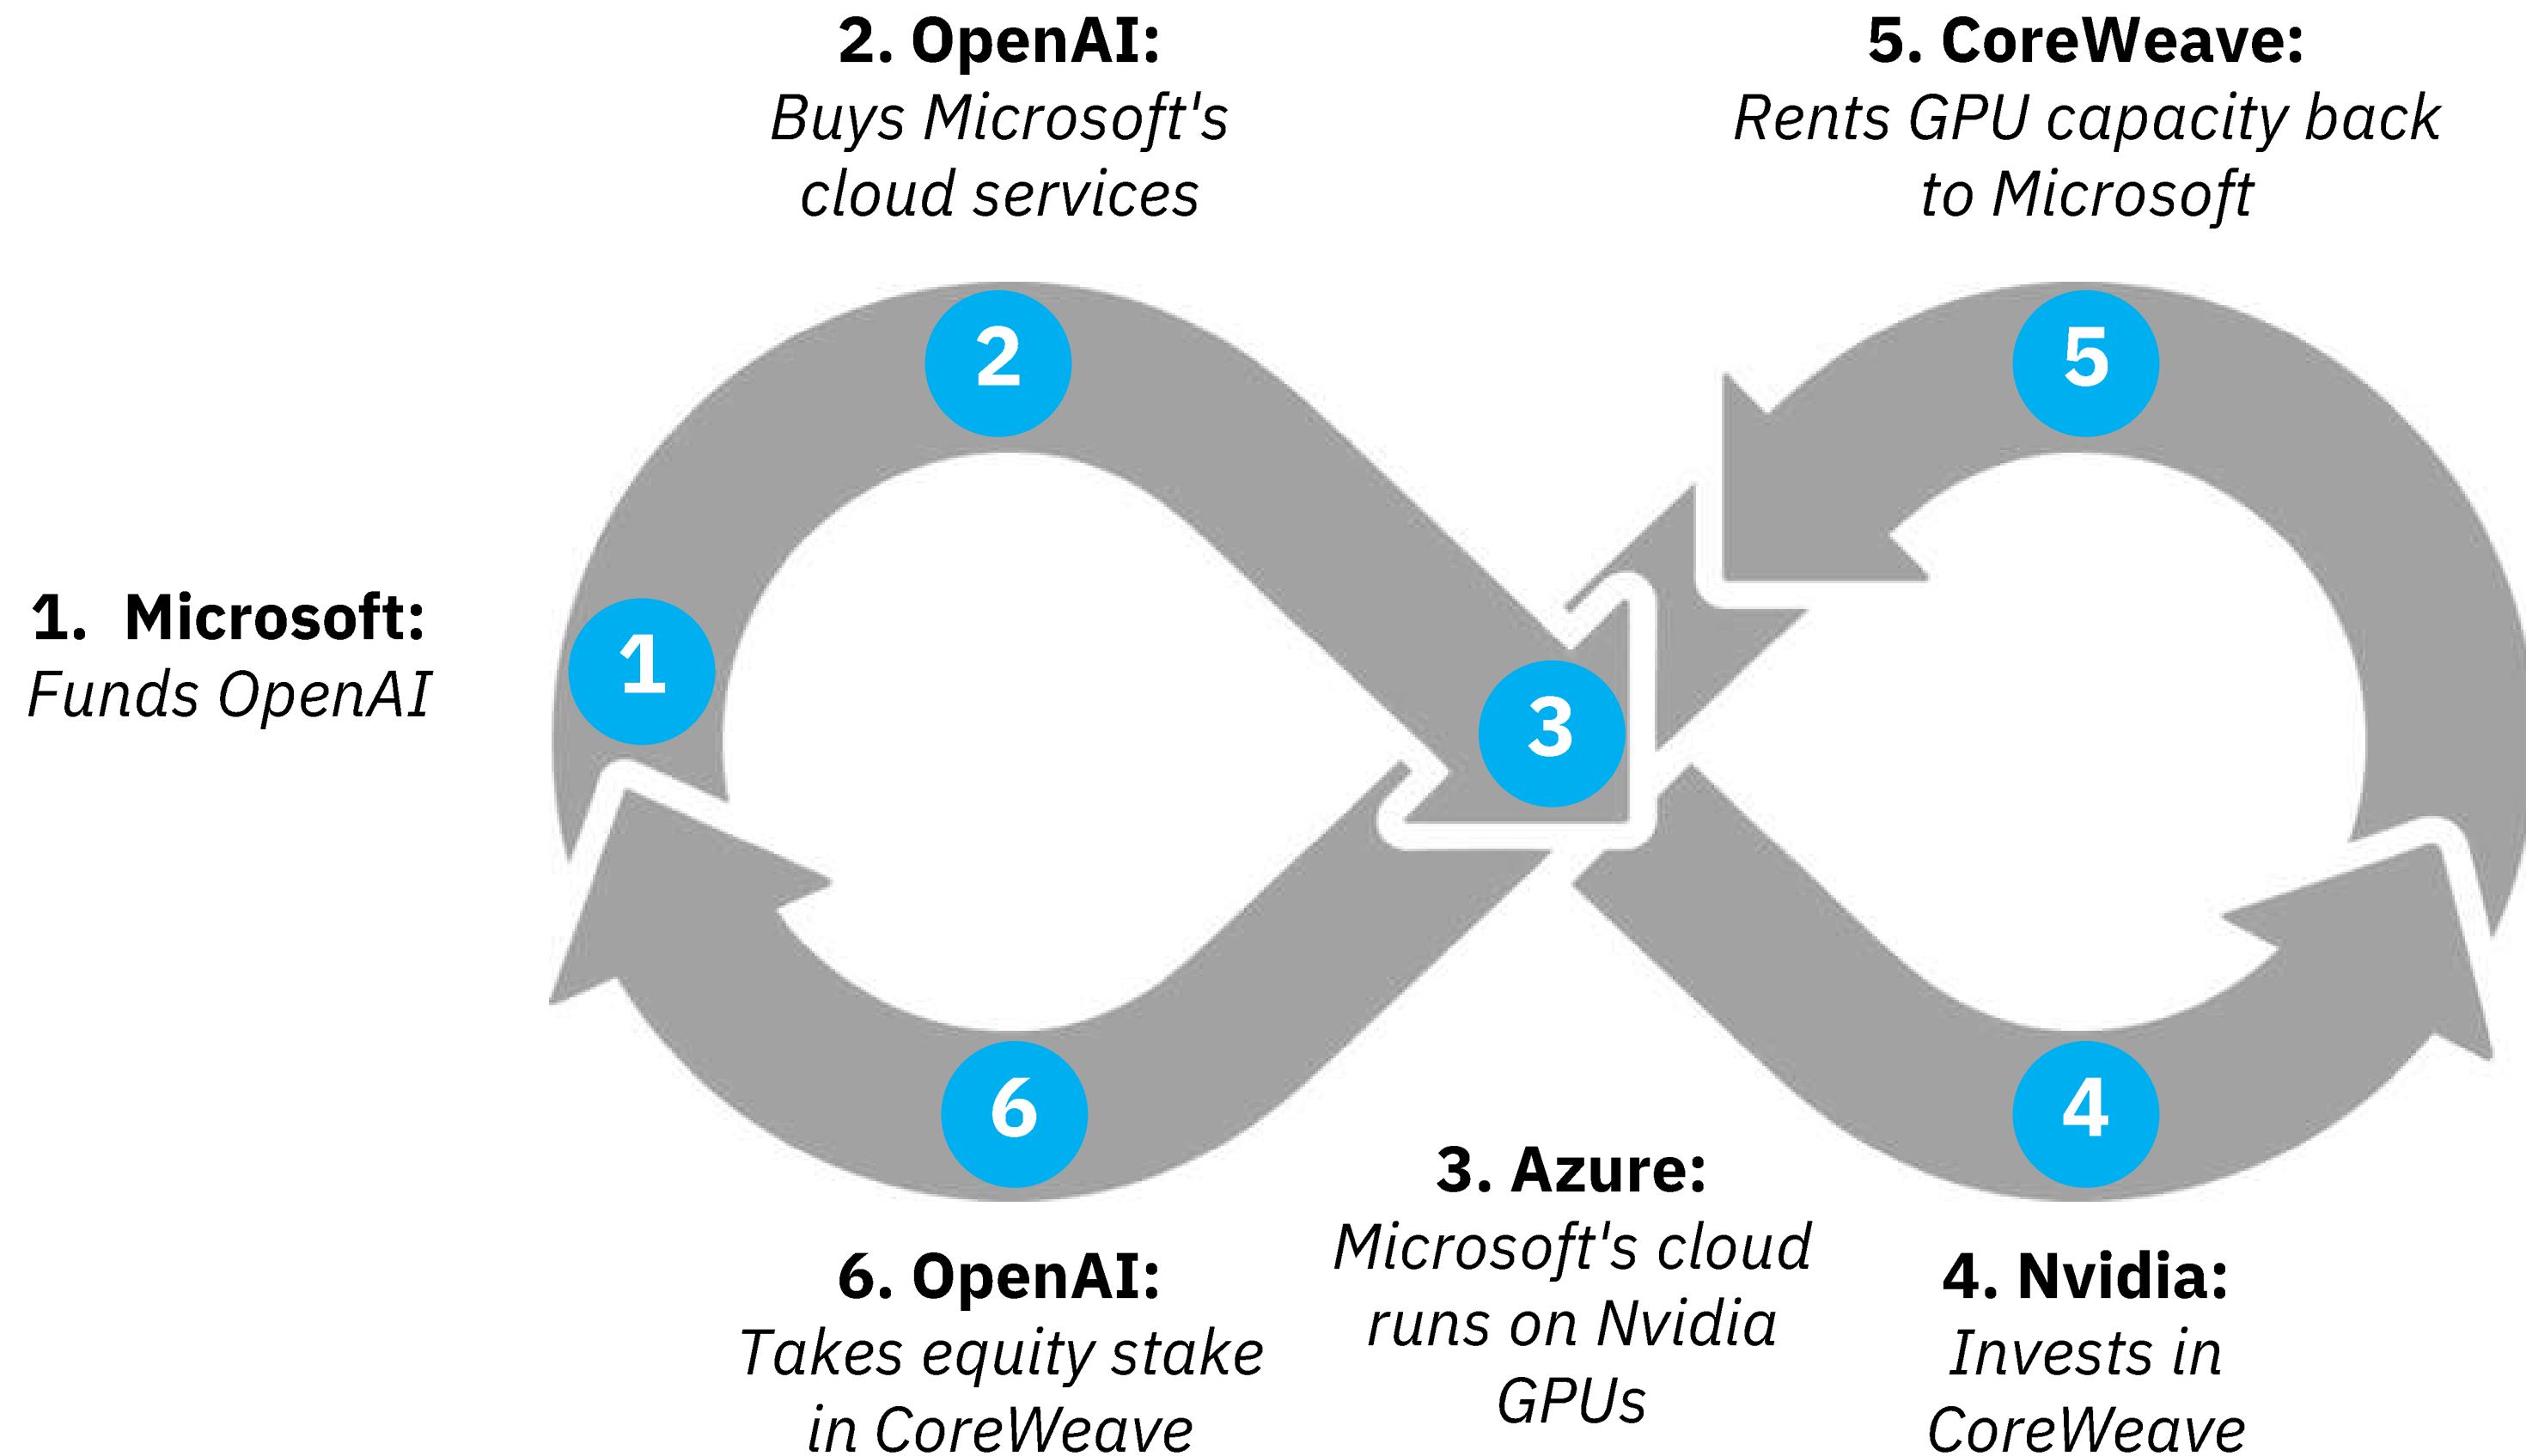 2. OpenAI:
Buys Microsoft's
cloud services
5. CoreWeave:
Rents GPU capacity back
to Microsoft
2
5
1. Microsoft:
Funds OpenAI
1
3
6
4
3. Azure:
Microsoft's cloud
runs on Nvidia
GPUs
6. OpenAI:
Takes equity stake
in CoreWeave
4. Nvidia:
Invests in
CoreWeave